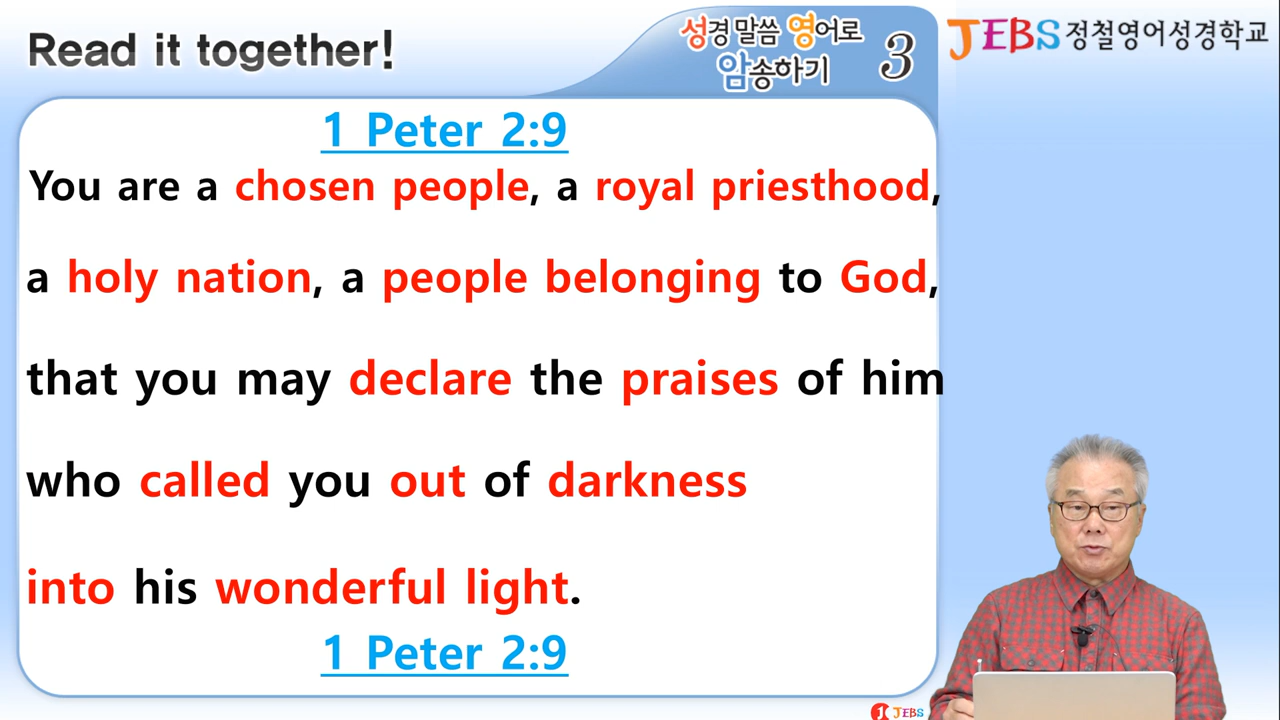 Read it together!
성경 말씀 영어로
암송하기
3
JEBS 정철영어성경학교
1 Peter 2:9
You are a chosen people, a royal priesthood,
a holy nation, a people belonging to God,
that you may declare the praises of him
who called you out of darkness
into his wonderful light.
1 Peter 2:9
JEBS